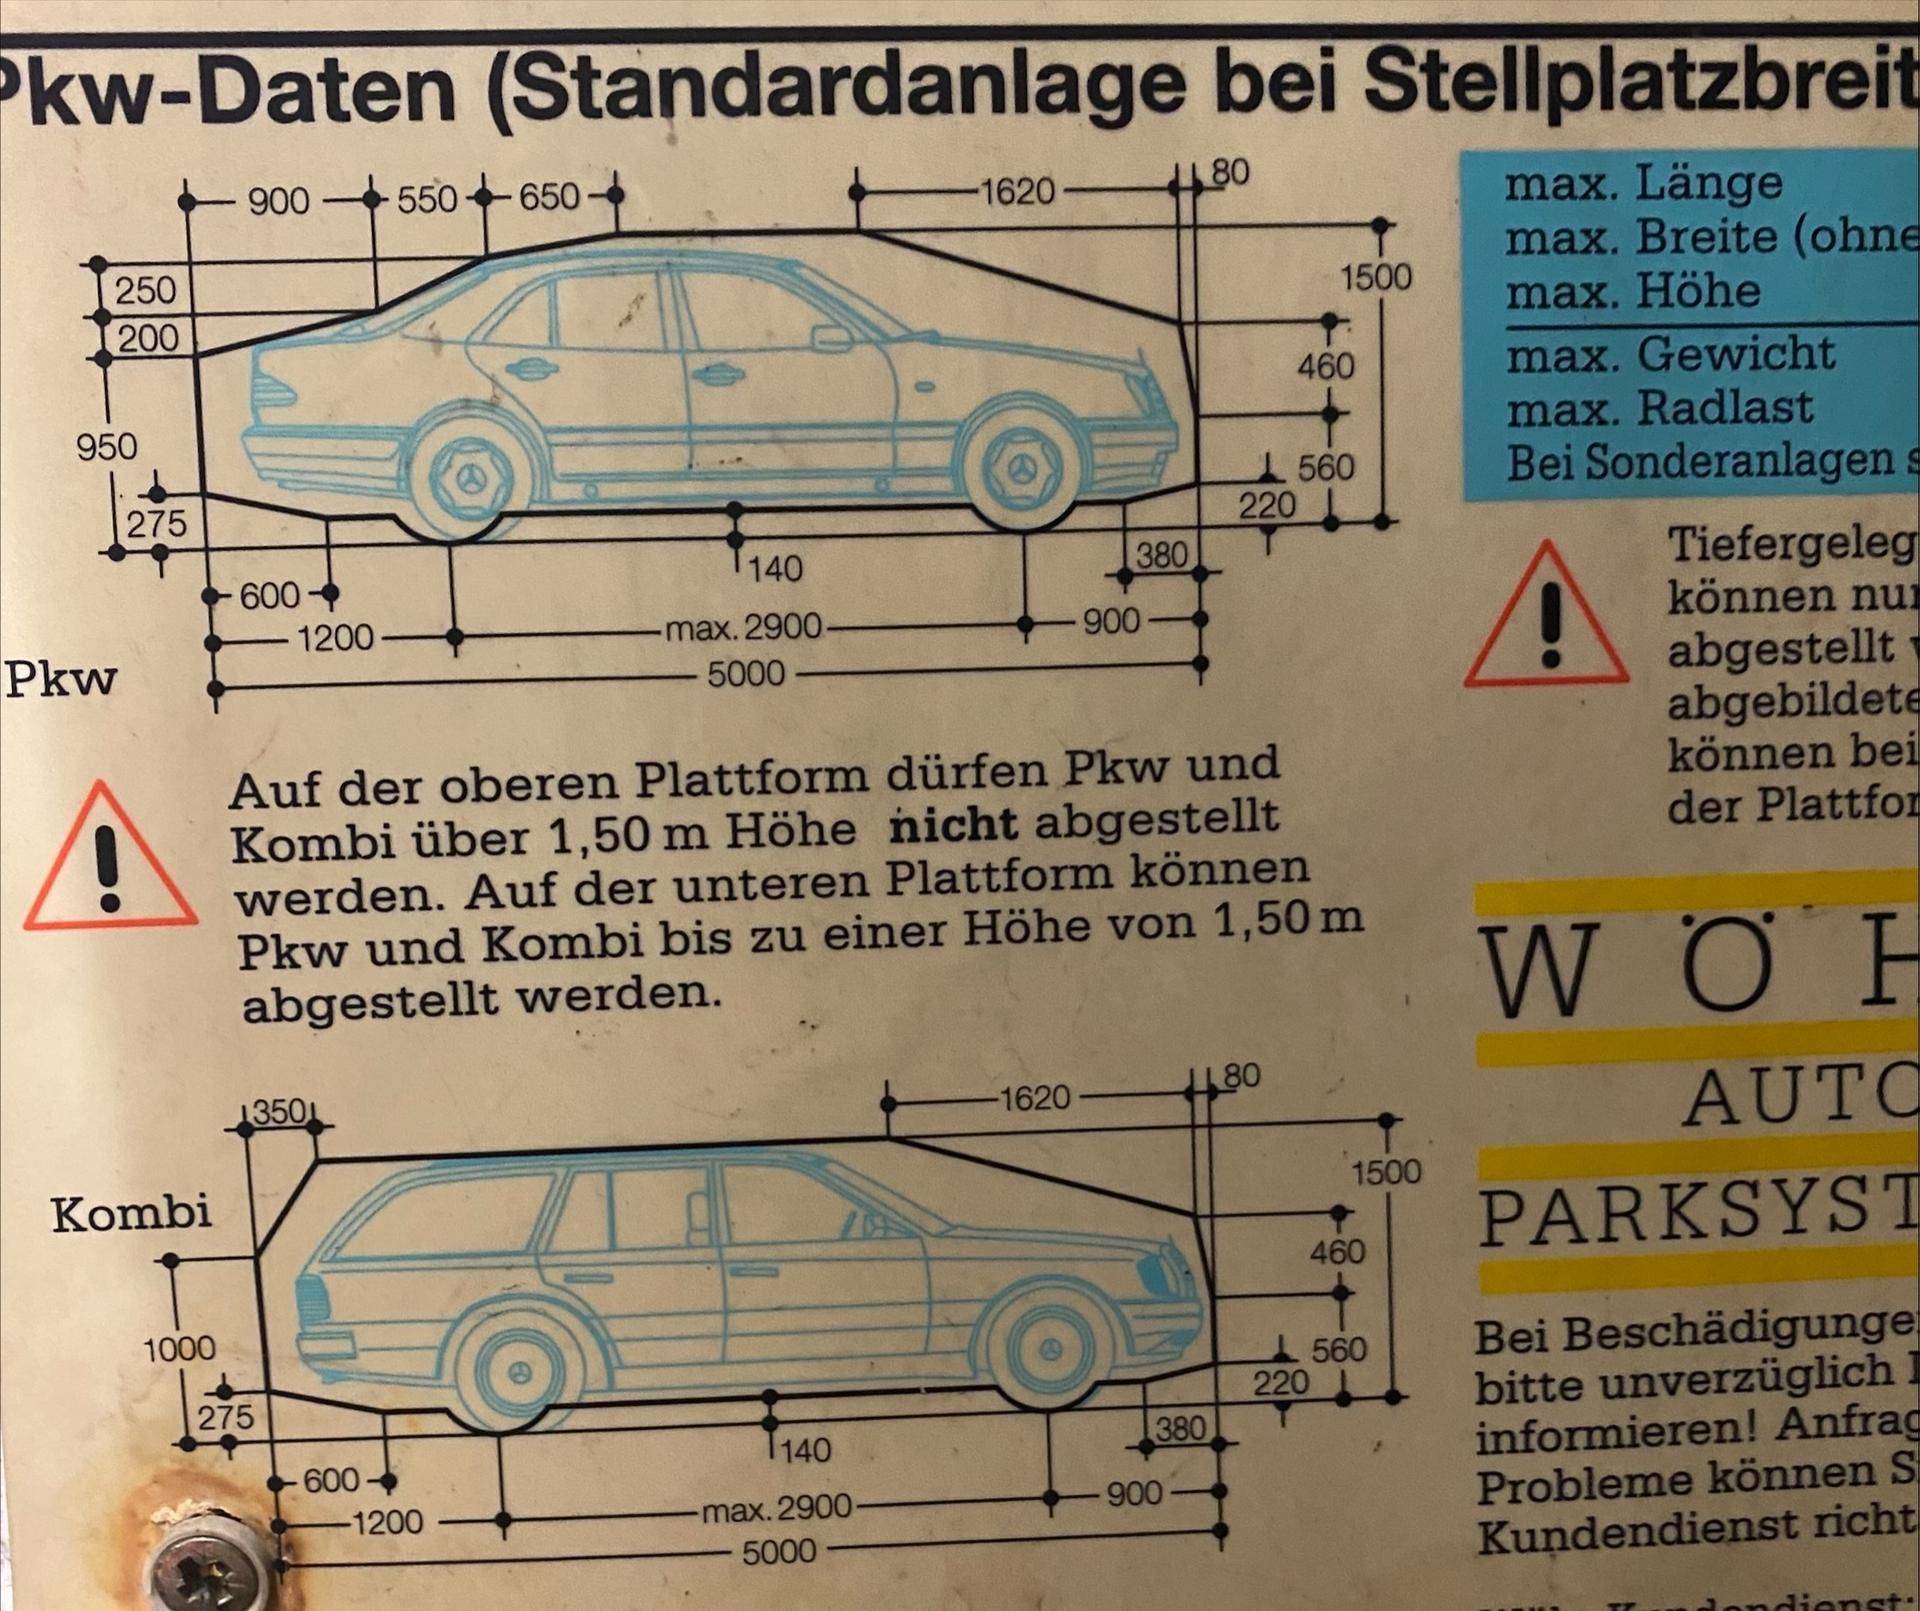 Pkw-Daten (Standardanlage bei Stellplatzbreit
900 550 650 1620 80
250
200
950
275
1500
460
560
220
380
140
600
1200 max. 2900 900
5000
Pkw
max. Länge
max. Breite (ohne
max. Höhe
max. Gewicht
max. Radlast
Bei Sonderanlagen s
Tiefergeleg
können nur
abgestellt
abgebildete
können bei
der Plattfor
Auf der oberen Plattform dürfen Pkw und
Kombi über 1,50 m Höhe nicht abgestellt
werden. Auf der unteren Plattform können
Pkw und Kombi bis zu einer Höhe von 1,50 m
abgestellt werden.
WÖH
AUTO
PARKSYST
350 1620 80
Kombi
1000
275
1500
460
560
220
380
140
600
1200 max. 2900 900
5000
Bei Beschädigunge
bitte unverzüglich
informieren! Anfrag
Probleme können S
Kundendienst richt